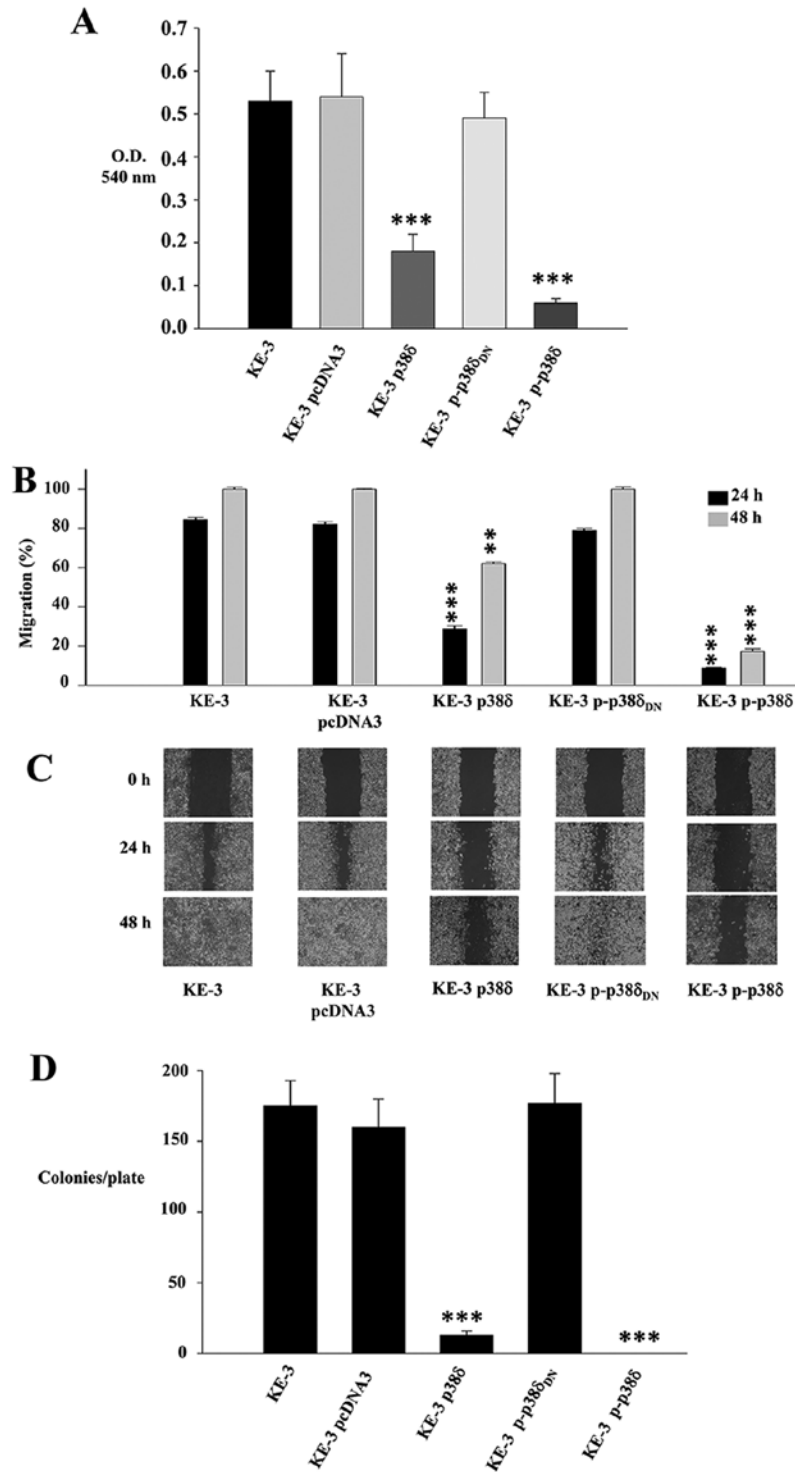 A
0.7
0.6
0.5
O.D.
540 nm
0.4
0.3
0.2
0.1
0.0
***
***
KE-3
KE-3 pcDNA3
KE-3 p38δ
KE-3 p-p38δDN
KE-3 p-p38δ
B
100
80
60
40
20
0
Migration (%)
24 h
48 h
***
**
***
***
KE-3
KE-3
pcDNA3
KE-3 p38δ
KE-3 p-p38δDN
KE-3 p-p38δ
C
0 h
24 h
48 h
KE-3
KE-3
pcDNA3
KE-3 p38δ
KE-3 p-p38δDN
KE-3 p-p38δ
D
200
150
Colonies/plate
100
50
0
***
***
KE-3
KE-3 pcDNA3
KE-3 p38δ
KE-3 p-p38δDN
KE-3 p-p38δ